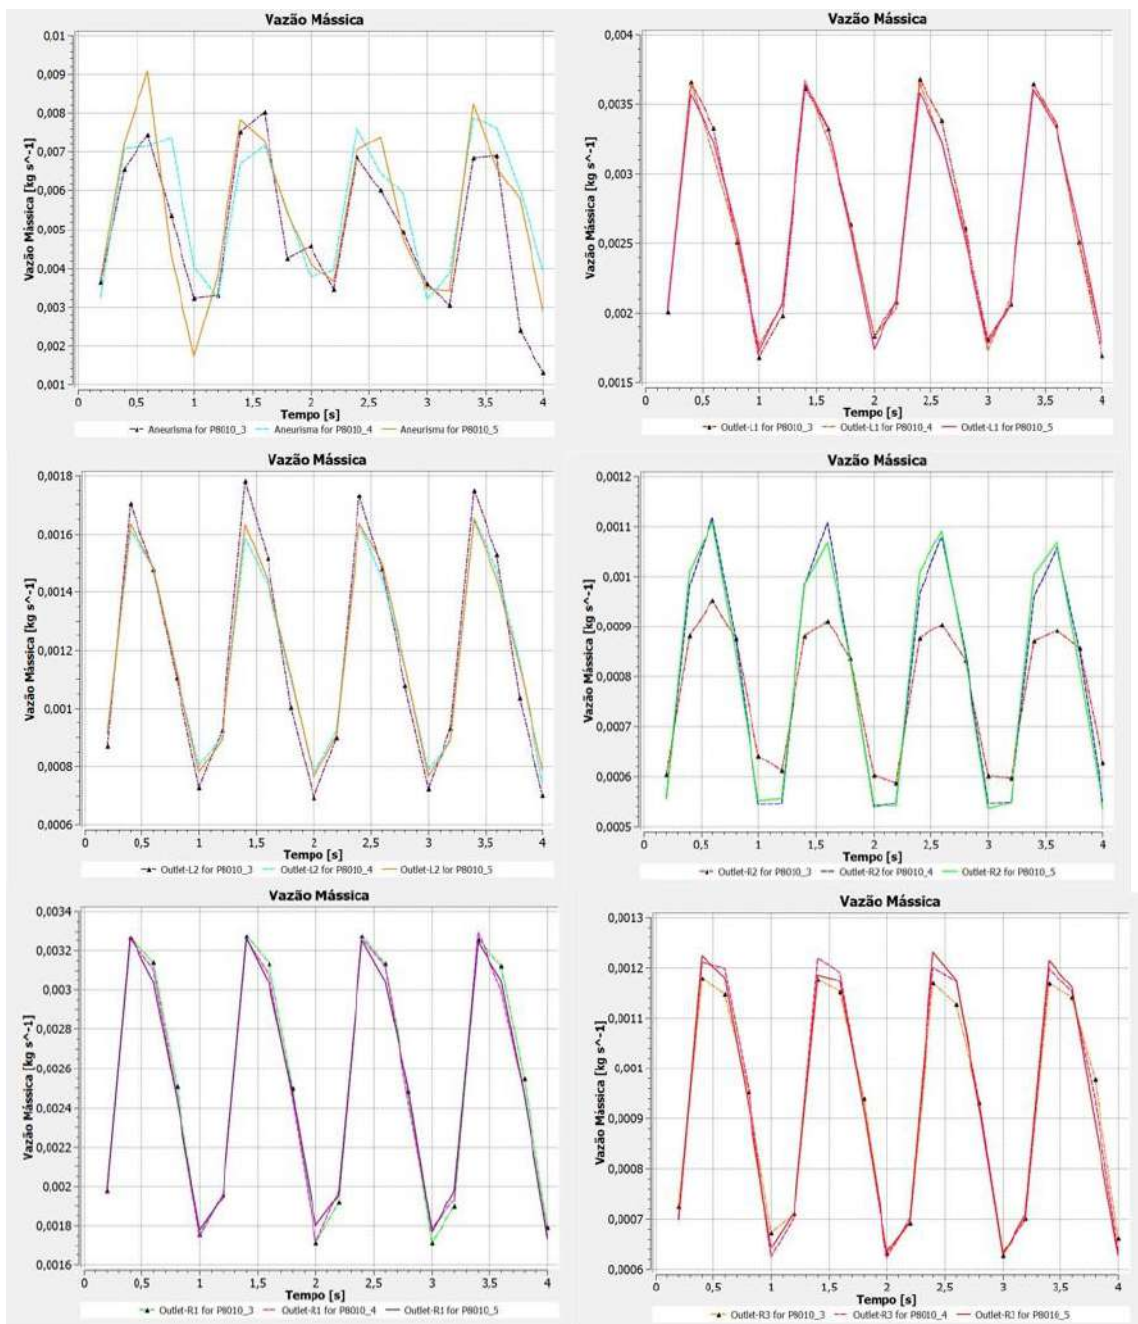 Vazão Mássica
Vazão Mássica [kg s^-1]
0,01
0,009
0,008
0,007
0,006
0,005
0,004
0,003
0,002
0,001
0 0,5 1 1,5 2 2,5 3 3,5 4
Tempo [s]
Aneurisma for P8010_3 Aneurisma for P8010_4 Aneurisma for P8010_5
Vazão Mássica
Vazão Mássica [kg s^-1]
0,004
0,0035
0,003
0,0025
0,002
0,0015
0 0,5 1 1,5 2 2,5 3 3,5 4
Tempo [s]
Outlet-L1 for P8010_3 Outlet-L1 for P8010_4 Outlet-L1 for P8010_5
Vazão Mássica
Vazão Mássica [kg s^-1]
0,0018
0,0016
0,0014
0,0012
0,001
0,0008
0,0006
0 0,5 1 1,5 2 2,5 3 3,5 4
Tempo [s]
Outlet-L2 for P8010_3 Outlet-L2 for P8010_4 Outlet-L2 for P8010_5
Vazão Mássica
Vazão Mássica [kg s^-1]
0,0012
0,0011
0,001
0,0009
0,0008
0,0007
0,0006
0,0005
0 0,5 1 1,5 2 2,5 3 3,5 4
Tempo [s]
Outlet-R2 for P8010_3 Outlet-R2 for P8010_4 Outlet-R2 for P8010_5
Vazão Mássica
Vazão Mássica [kg s^-1]
0,0034
0,0032
0,003
0,0028
0,0026
0,0024
0,0022
0,002
0,0018
0,0016
0 0,5 1 1,5 2 2,5 3 3,5 4
Tempo [s]
Outlet-R1 for P8010_3 Outlet-R1 for P8010_4 Outlet-R1 for P8010_5
Vazão Mássica
Vazão Mássica [kg s^-1]
0,0013
0,0012
0,0011
0,001
0,0009
0,0008
0,0007
0,0006
0 0,5 1 1,5 2 2,5 3 3,5 4
Tempo [s]
Outlet-R3 for P8010_3 Outlet-R3 for P8010_4 Outlet-R3 for P8016_5